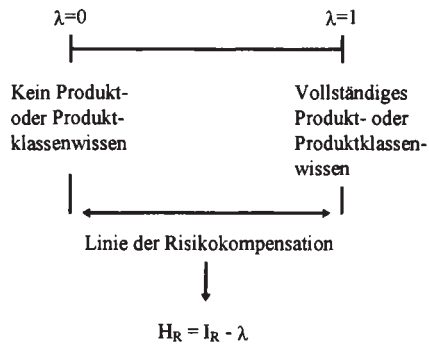 λ=0 λ=1
Kein Produkt-
oder Produkt-
klassenwissen
Vollständiges
Produkt- oder
Produktklassen-
wissen
Linie der Risikokompensation
H_R = I_R - λ